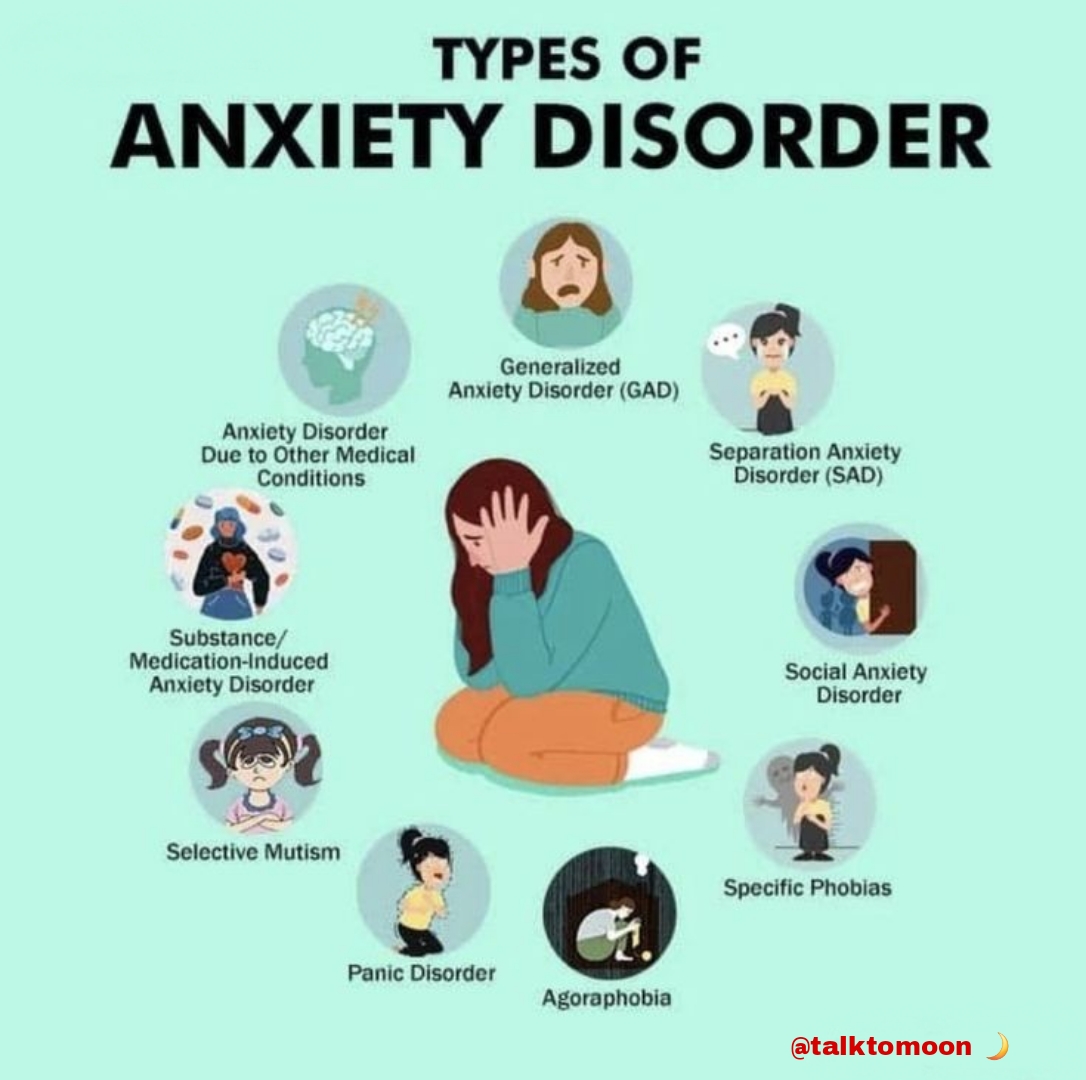 TYPES OF
ANXIETY DISORDER
Generalized
Anxiety Disorder (GAD)
Separation Anxiety
Disorder (SAD)
Social Anxiety
Disorder
Specific Phobias
Agoraphobia
Panic Disorder
Selective Mutism
Substance/
Medication-Induced
Anxiety Disorder
Anxiety Disorder
Due to Other Medical
Conditions
@talktomoon 🌙